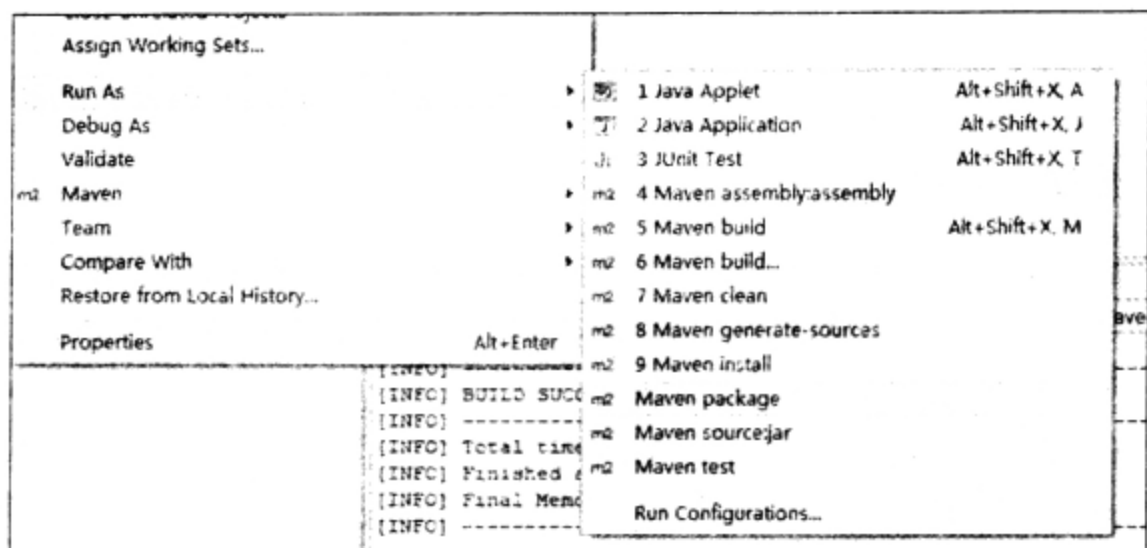 Assign Working Sets...
Run As
Debug As
Validate
m2 Maven
Team
Compare With
Restore from Local History...
Properties Alt+Enter
1 Java Applet Alt+Shift+X, A
2 Java Application Alt+Shift+X, J
3 JUnit Test Alt+Shift+X, T
m2 4 Maven assembly:assembly
m2 5 Maven build Alt+Shift+X, M
m2 6 Maven build...
m2 7 Maven clean
m2 8 Maven generate-sources
m2 9 Maven install
m2 Maven package
m2 Maven source:jar
m2 Maven test
Run Configurations...
ave
[INFO]
[INFO] BUILD SUCC
[INFO] ----------
[INFO] Total time
[INFO] Finished
[INFO] Final Memo
[INFO] ----------